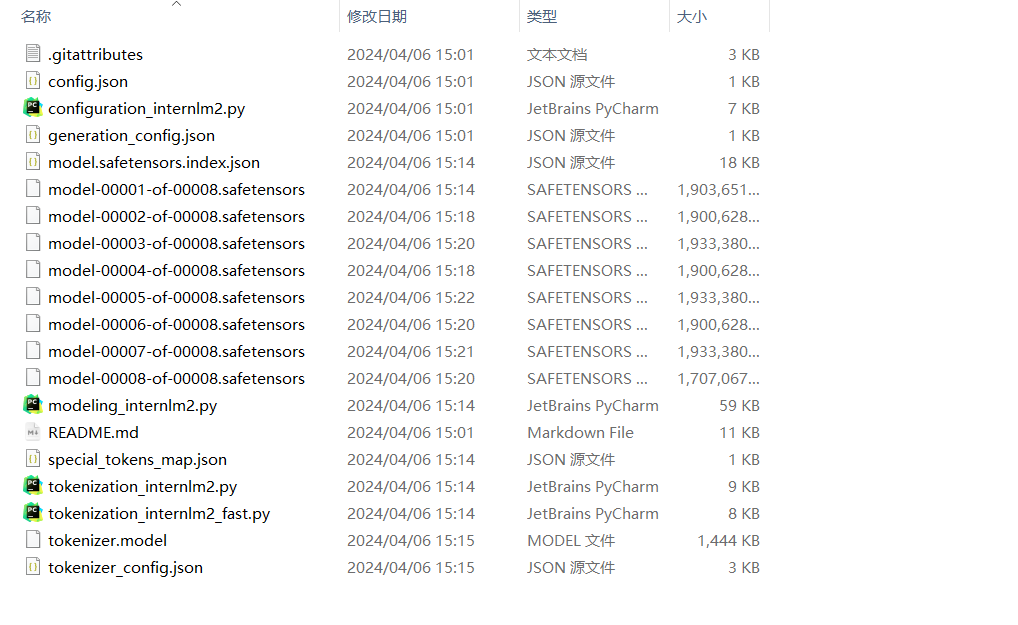 名称 修改日期 类型 大小
.gitattributes 2024/04/06 15:01 文本文档 3 KB
config.json 2024/04/06 15:01 JSON 源文件 1 KB
configuration_internlm2.py 2024/04/06 15:01 JetBrains PyCharm 7 KB
generation_config.json 2024/04/06 15:01 JSON 源文件 1 KB
model.safetensors.index.json 2024/04/06 15:14 JSON 源文件 18 KB
model-00001-of-00008.safetensors 2024/04/06 15:14 SAFETENSORS ... 1,903,651...
model-00002-of-00008.safetensors 2024/04/06 15:18 SAFETENSORS ... 1,900,628...
model-00003-of-00008.safetensors 2024/04/06 15:20 SAFETENSORS ... 1,933,380...
model-00004-of-00008.safetensors 2024/04/06 15:18 SAFETENSORS ... 1,900,628...
model-00005-of-00008.safetensors 2024/04/06 15:22 SAFETENSORS ... 1,933,380...
model-00006-of-00008.safetensors 2024/04/06 15:20 SAFETENSORS ... 1,900,628...
model-00007-of-00008.safetensors 2024/04/06 15:21 SAFETENSORS ... 1,933,380...
model-00008-of-00008.safetensors 2024/04/06 15:20 SAFETENSORS ... 1,707,067...
modeling_internlm2.py 2024/04/06 15:14 JetBrains PyCharm 59 KB
README.md 2024/04/06 15:01 Markdown File 11 KB
special_tokens_map.json 2024/04/06 15:14 JSON 源文件 1 KB
tokenization_internlm2.py 2024/04/06 15:14 JetBrains PyCharm 9 KB
tokenization_internlm2_fast.py 2024/04/06 15:14 JetBrains PyCharm 8 KB
tokenizer.model 2024/04/06 15:15 MODEL 文件 1,444 KB
tokenizer_config.json 2024/04/06 15:15 JSON 源文件 3 KB